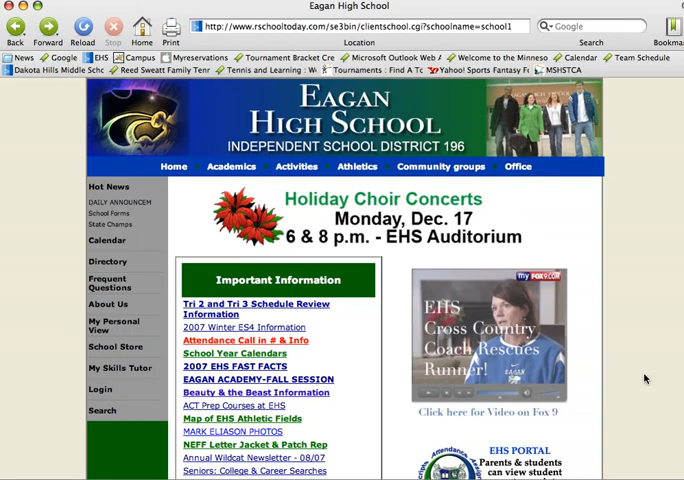 Eagan High School
http://www.rschooltoday.com/se3bin/clientschool.cgi?schoolname=school1
Google
Back
Forward
Reload
Stop
Home
Print
Location
Search
Bookma
News
Google
EHS
Campus
Myreservations
Tournament Bracket Cre
Microsoft Outlook Web A
Welcome to the Minneso
Calendar
Team Schedule
Dakota Hills Middle Sch
Reed Sweatt Family Tenn
Tennis and Learning : W
Tournaments : Find A To
Yahoo! Sports Fantasy Fo
MSHSTCA
EAGAN
HIGH SCHOOL
INDEPENDENT SCHOOL DISTRICT 196
Home
Academics
Activities
Athletics
Community groups
Office
Hot News
DAILY ANNOUNCEM
School Forms
State Champs
Calendar
Directory
Frequent
Questions
About Us
My Personal
View
School Store
My Skills Tutor
Login
Search
Holiday Choir Concerts
Monday, Dec. 17
6 & 8 p.m. - EHS Auditorium
Important Information
Tri 2 and Tri 3 Schedule Review
Information
2007 Winter ES4 Information
Attendance Call in # & Info
School Year Calendars
2007 EHS FAST FACTS
EAGAN ACADEMY-FALL SESSION
Beauty & the Beast Information
ACT Prep Courses at EHS
Map of EHS Athletic Fields
MARK ELIASON PHOTOS
NEFF Letter Jacket & Patch Rep
Annual Wildcat Newsletter - 08/07
Seniors: College & Career Searches
my FOX9.COM
EHS
Cross Country
Coach Rescues
Runner!
Click here for Video on Fox 9
Attendance
EHS PORTAL
Parents & students
can view student